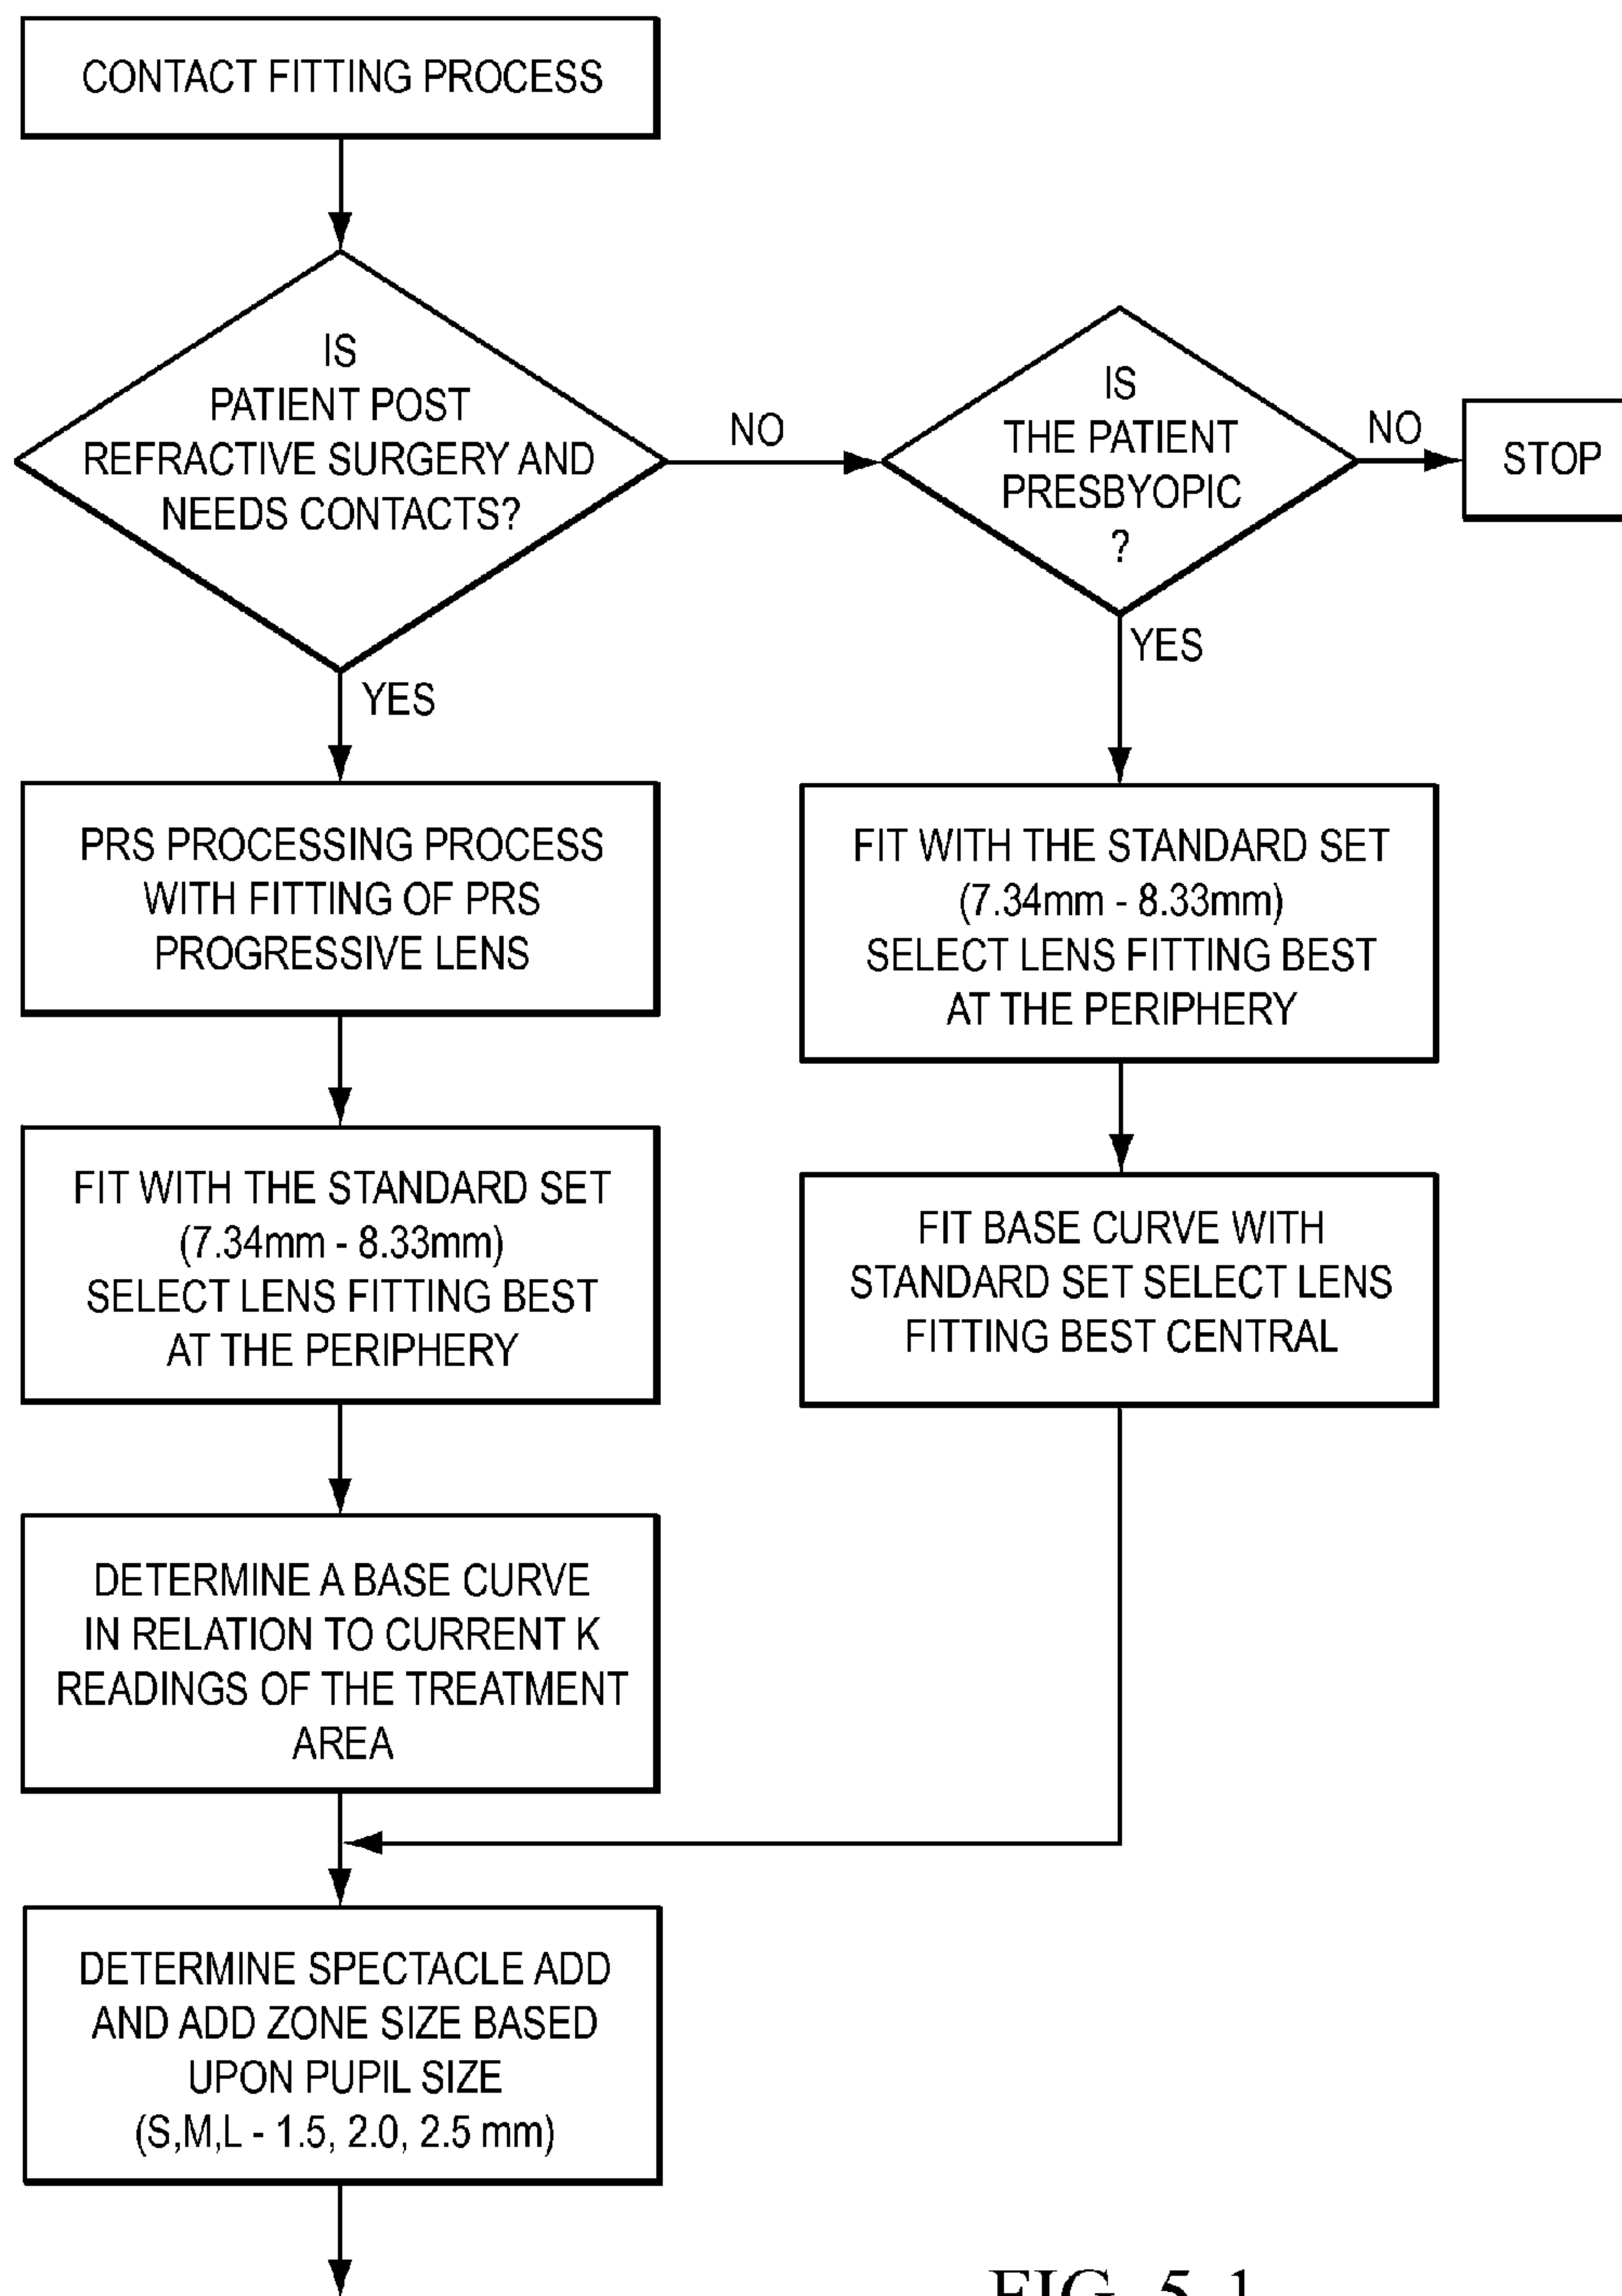 CONTACT FITTING PROCESS
IS
PATIENT POST
REFRACTIVE SURGERY AND
NEEDS CONTACTS?
NO
IS
THE PATIENT
PRESBYOPIC
?
NO
STOP
YES
YES
PRS PROCESSING PROCESS
WITH FITTING OF PRS
PROGRESSIVE LENS
FIT WITH THE STANDARD SET
(7.34mm - 8.33mm)
SELECT LENS FITTING BEST
AT THE PERIPHERY
FIT WITH THE STANDARD SET
(7.34mm - 8.33mm)
SELECT LENS FITTING BEST
AT THE PERIPHERY
FIT BASE CURVE WITH
STANDARD SET SELECT LENS
FITTING BEST CENTRAL
DETERMINE A BASE CURVE
IN RELATION TO CURRENT K
READINGS OF THE TREATMENT
AREA
DETERMINE SPECTACLE ADD
AND ADD ZONE SIZE BASED
UPON PUPIL SIZE
(S,M,L - 1.5, 2.0, 2.5 mm)
FIG. 5-1